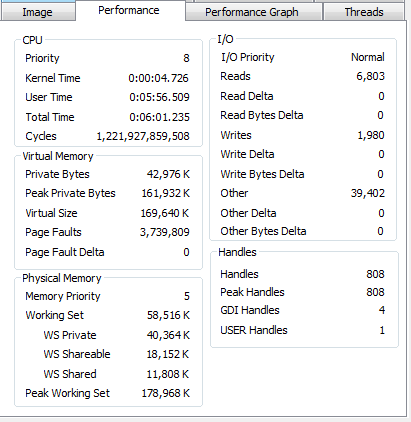 Image Performance Performance Graph Threads
CPU
Priority 8
Kernel Time 0:00:04.726
User Time 0:05:56.509
Total Time 0:06:01.235
Cycles 1,221,927,859,508
Virtual Memory
Private Bytes 42,976 K
Peak Private Bytes 161,932 K
Virtual Size 169,640 K
Page Faults 3,739,809
Page Fault Delta 0
Physical Memory
Memory Priority 5
Working Set 58,516 K
WS Private 40,364 K
WS Shareable 18,152 K
WS Shared 11,808 K
Peak Working Set 178,968 K
I/O
I/O Priority Normal
Reads 6,803
Read Delta 0
Read Bytes Delta 0
Writes 1,980
Write Delta 0
Write Bytes Delta 0
Other 39,402
Other Delta 0
Other Bytes Delta 0
Handles
Handles 808
Peak Handles 808
GDI Handles 4
USER Handles 1